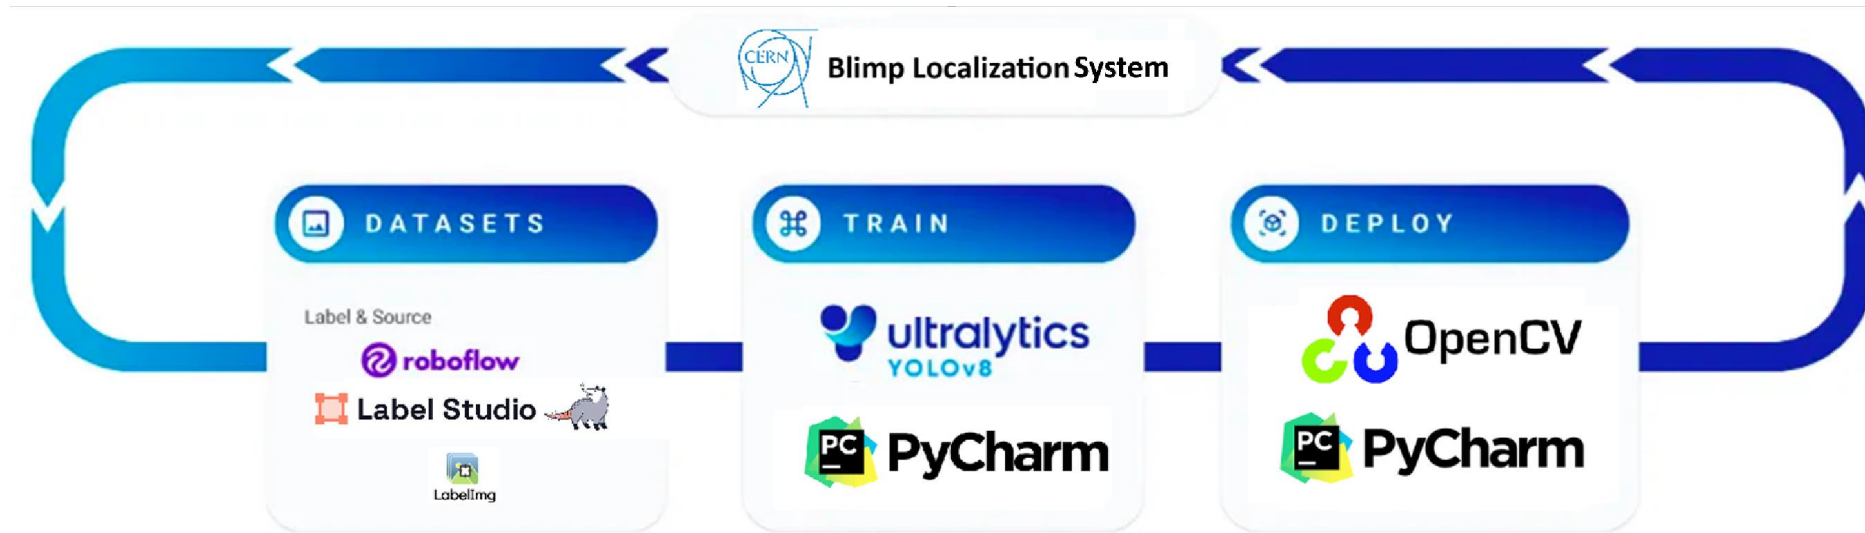 CERN Blimp Localization System
DATASETS
Label & Source
roboflow
Label Studio
LabelImg
TRAIN
ultralytics
YOLOv8
PC PyCharm
DEPLOY
OpenCV
PC PyCharm